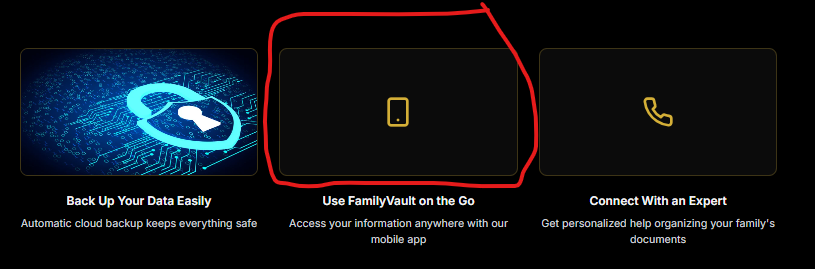 Back Up Your Data Easily
Automatic cloud backup keeps everything safe
Use FamilyVault on the Go
Access your information anywhere with our
mobile app
Connect With an Expert
Get personalized help organizing your family's
documents